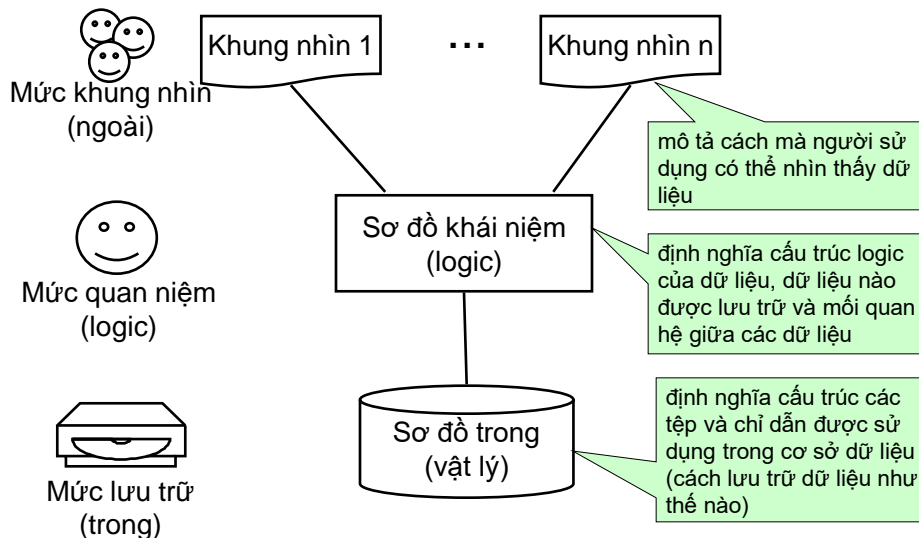 Khung nhìn 1
...
Khung nhìn n
Mức khung nhìn
(ngoài)
mô tả cách mà người sử
dụng có thể nhìn thấy dữ
liệu
Sơ đồ khái niệm
(logic)
Mức quan niệm
(logic)
định nghĩa cấu trúc logic
của dữ liệu, dữ liệu nào
được lưu trữ và mối quan
hệ giữa các dữ liệu
Sơ đồ trong
(vật lý)
Mức lưu trữ
(trong)
định nghĩa cấu trúc các
tệp và chỉ dẫn được sử
dụng trong cơ sở dữ liệu
(cách lưu trữ dữ liệu như
thế nào)